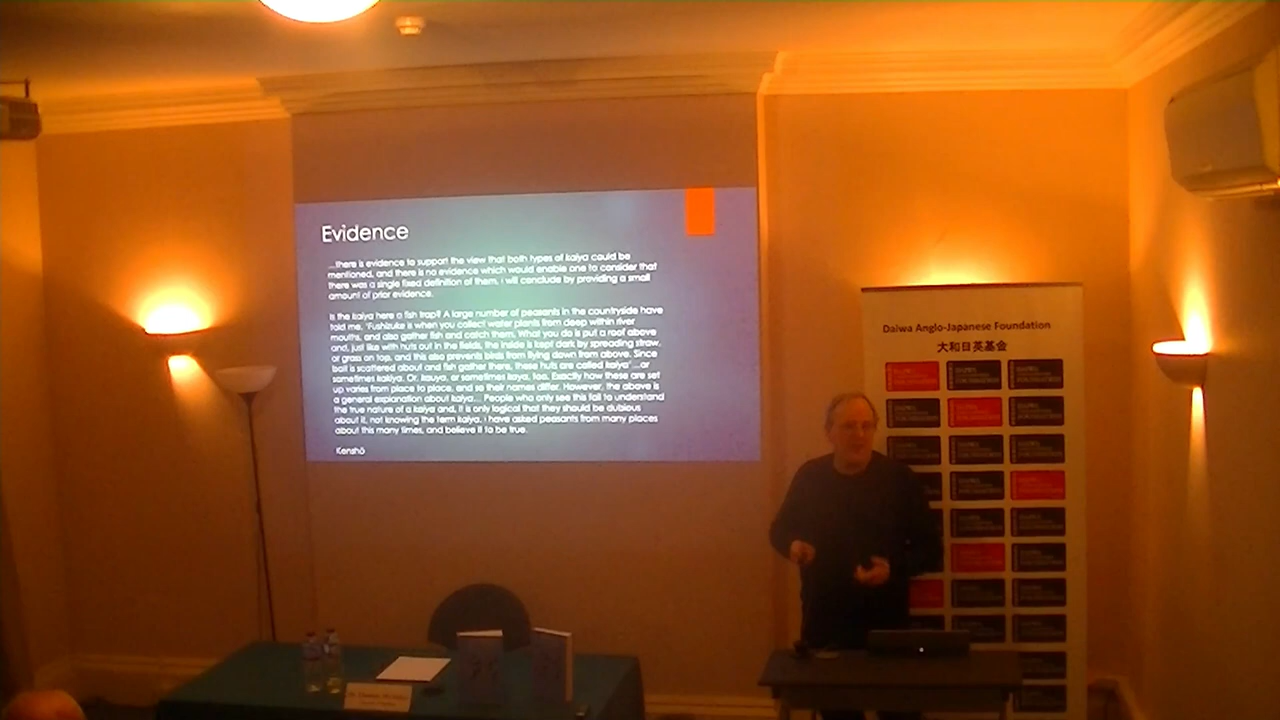 Evidence
...there is evidence to support the view that both types of kaiya could be
mentioned, and there is no evidence which would enable one to consider that
there was a single fixed definition of them. I will conclude by providing a small
amount of prior evidence.
Is the kaiya here a fish trap? A large number of peasants in the countryside have
told me, 'Fushizuke is when you collect water plants from deep within river
mouths, and also gather fish and catch them. What you do is put a roof above
and, just like with huts out in the fields, the inside is kept dark by spreading straw,
or grass on top, and this also prevents birds from flying down from above. Since
bait is scattered about and fish gather there, these huts are called kaiya'...or
sometimes kakiya. Or, kauya, or sometimes kaya, too. Exactly how these are set
up varies from place to place, and so their names differ. However, the above is
a general explanation about kaiya... People who only see this fail to understand
the true nature of a kaiya and, it is only logical that they should be dubious
about it, not knowing the term kaiya. I have asked peasants from many places
about this many times, and believe it to be true.
Kenshō
Daiwa Anglo-Japanese Foundation
大和日英基金